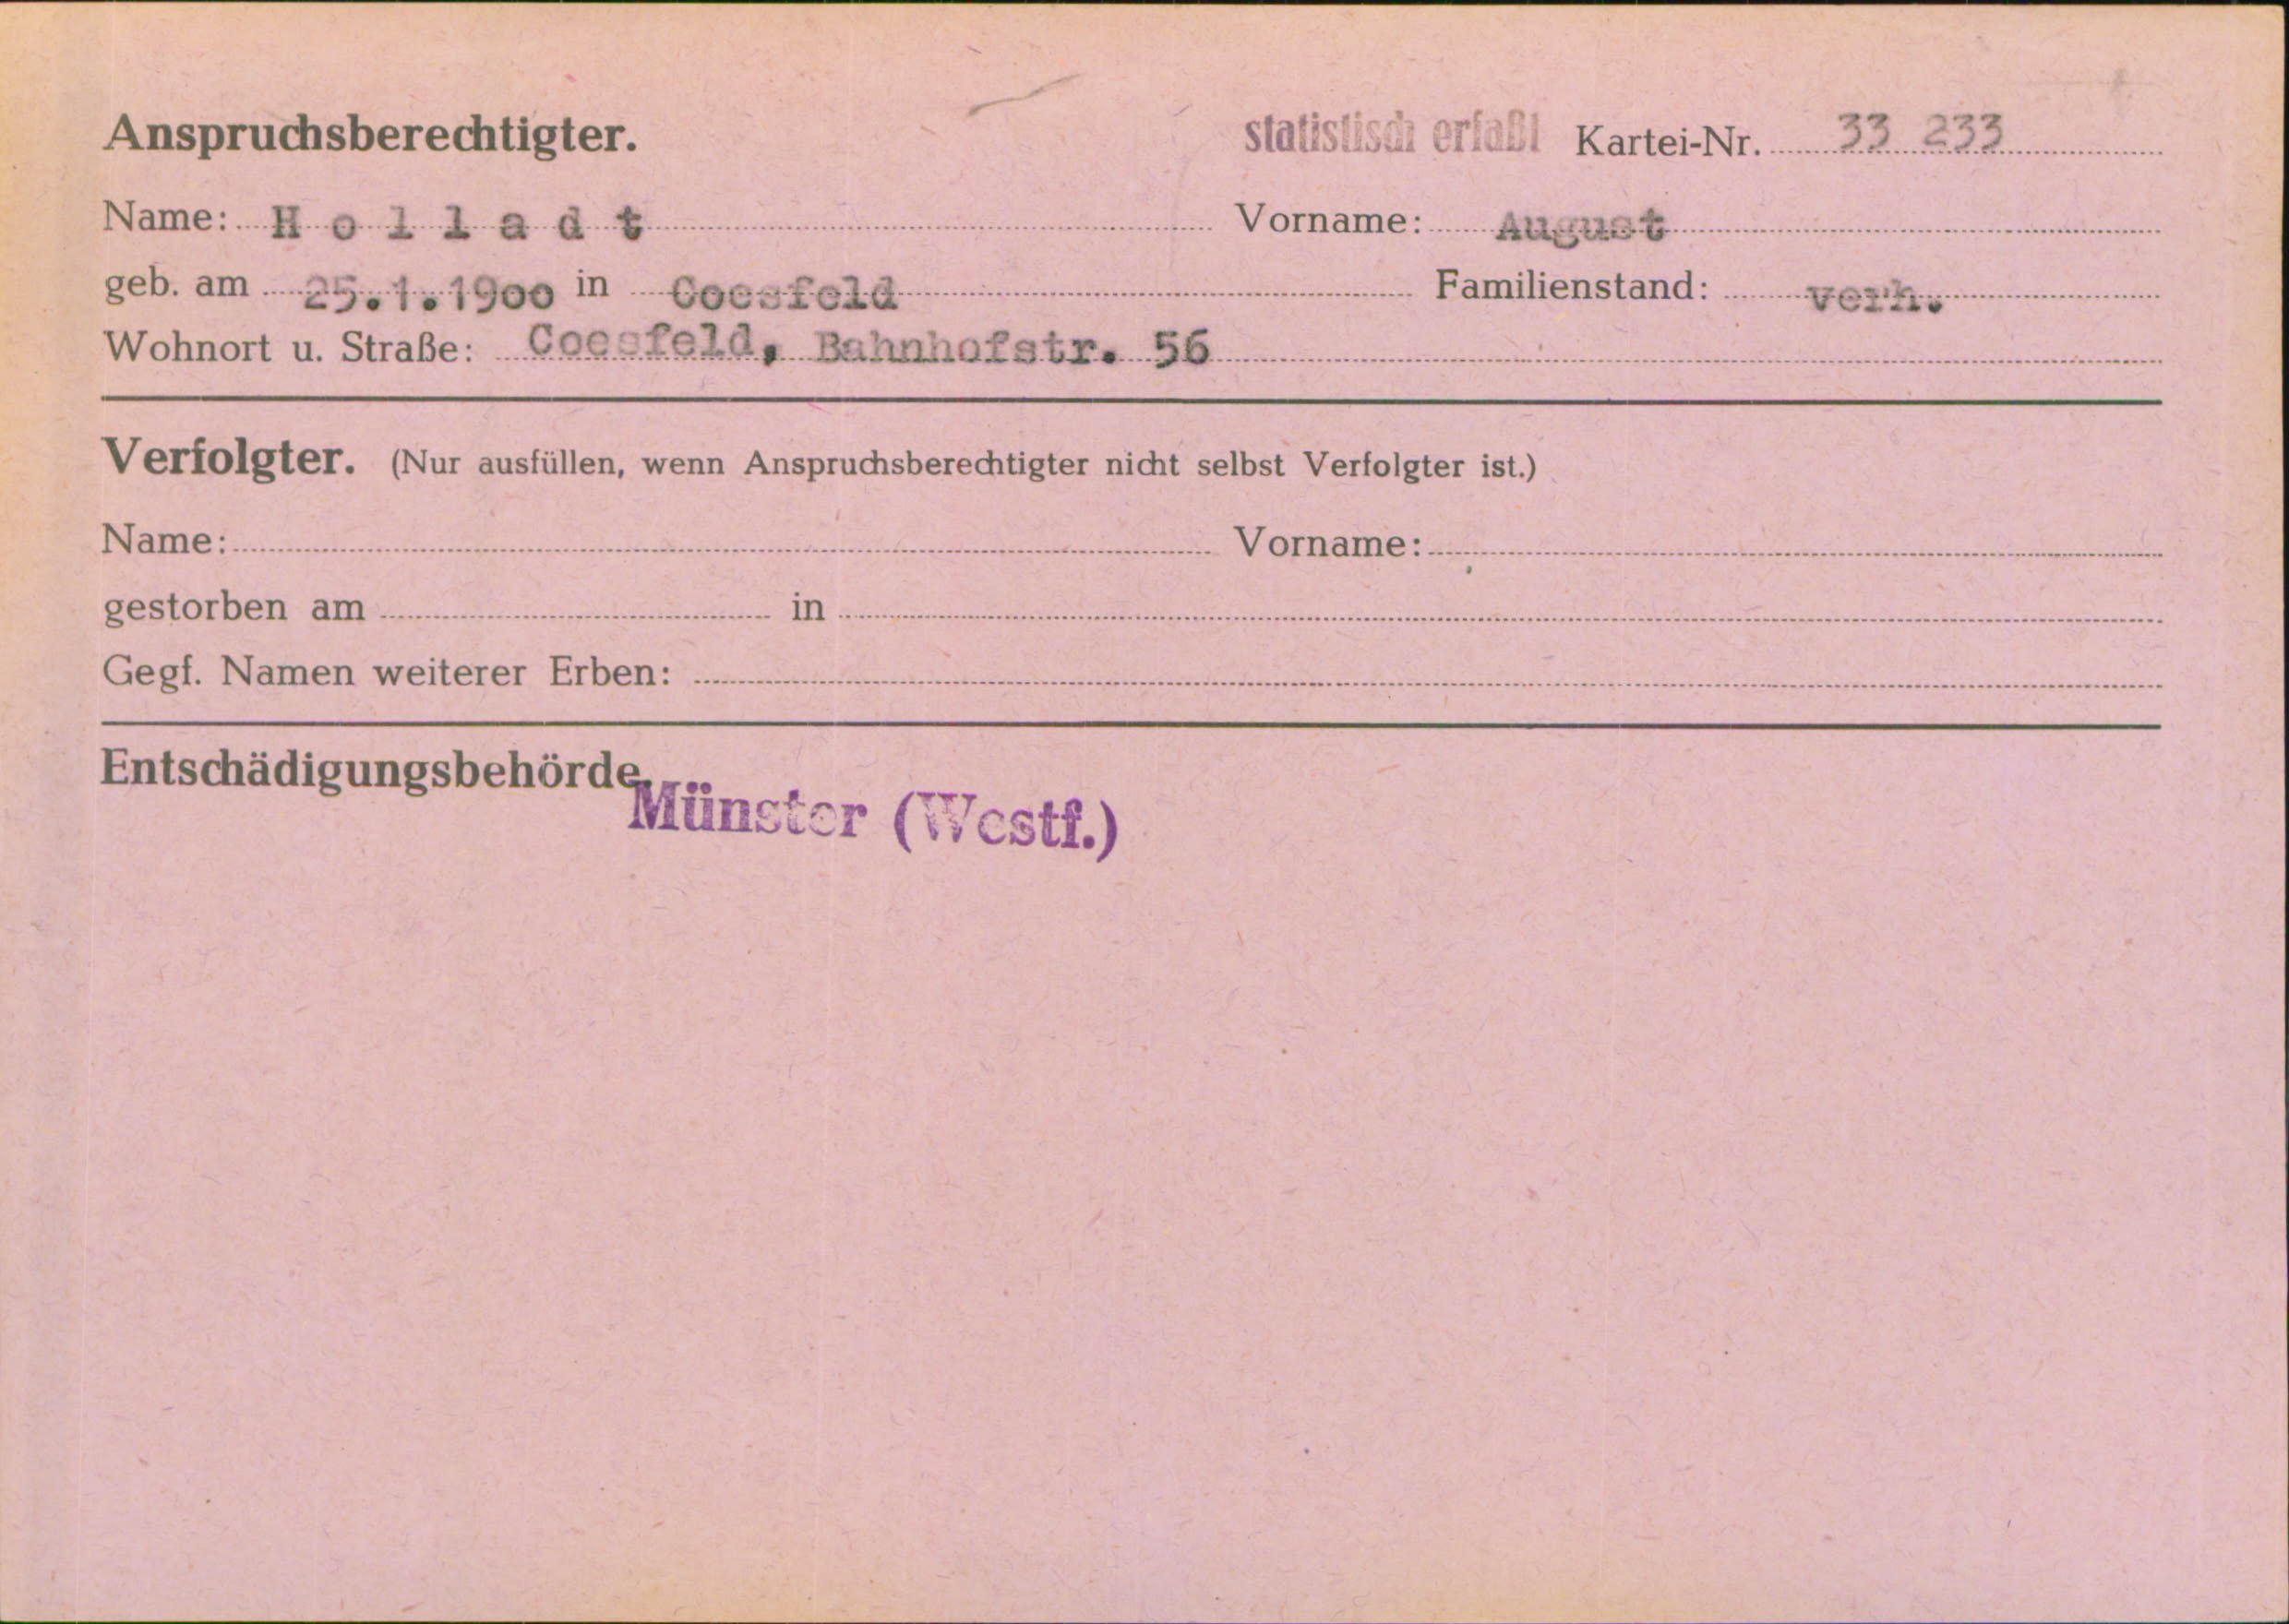 Anspruchsberechtigter. statistisch erfaßt Kartei-Nr. 33 233
Name: H o l l a d t Vorname: August
geb. am 25.1.1900 in Coesfeld Familienstand: verh.
Wohnort u. Straße: Coesfeld, Bahnhofstr. 56
Verfolgter. (Nur ausfüllen, wenn Anspruchsberechtigter nicht selbst Verfolgter ist.)
Name: Vorname:
gestorben am in
Gegf. Namen weiterer Erben:
Entschädigungsbehörde
Münster (Westf.)